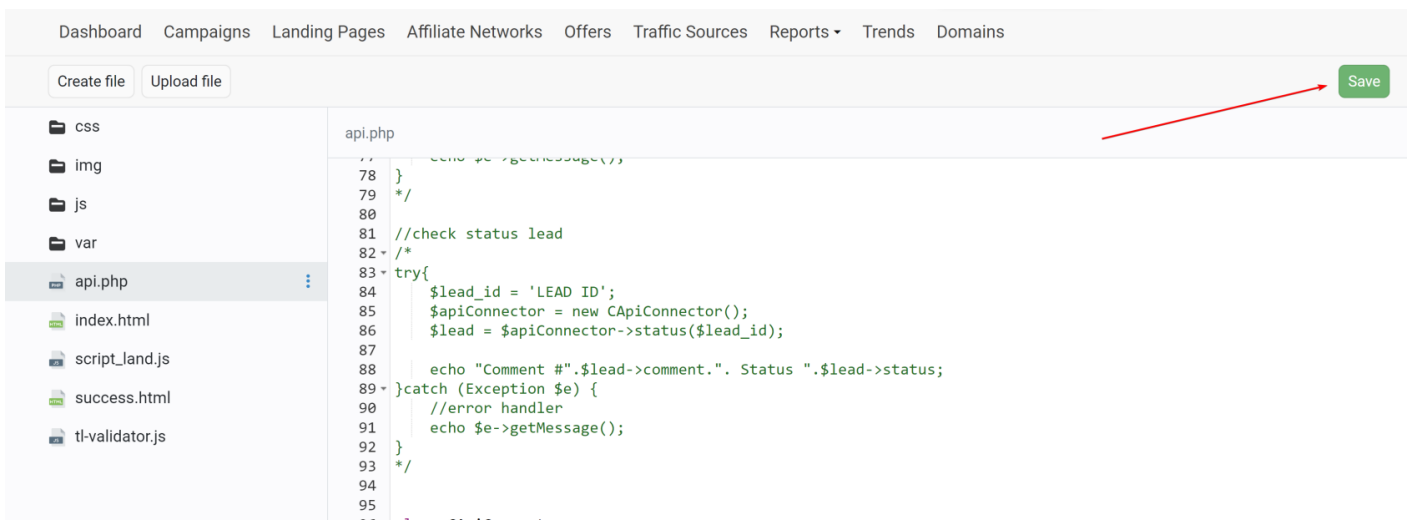 Dashboard Campaigns Landing Pages Affiliate Networks Offers Traffic Sources Reports Trends Domains
Create file Upload file Save
css
img
js
var
api.php
index.html
script_land.js
success.html
tl-validator.js
api.php
77 echo $e->getMessage();
78 }
79 */
80
81 //check status lead
82 /*
83 try{
84 $lead_id = 'LEAD ID';
85 $apiConnector = new CApiConnector();
86 $lead = $apiConnector->status($lead_id);
87
88 echo "Comment #".$lead->comment.". Status ".$lead->status;
89 }catch (Exception $e) {
90 //error handler
91 echo $e->getMessage();
92 }
93 */
94
95